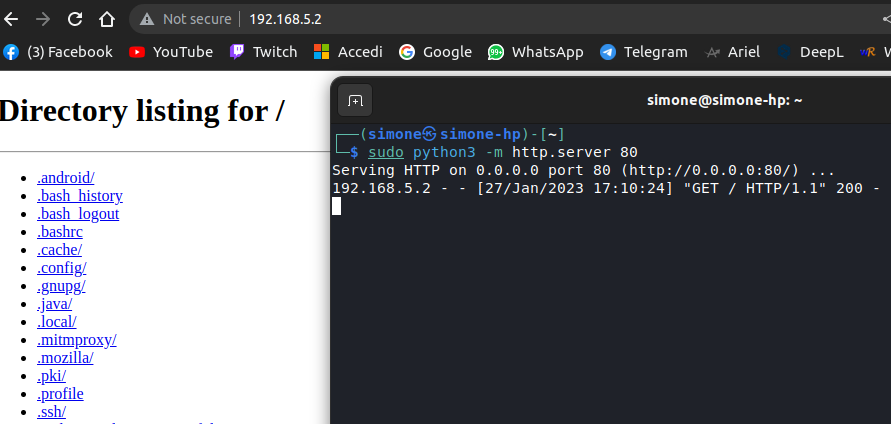 Not secure | 192.168.5.2
(3) Facebook YouTube Twitch Accedi Google 99+ WhatsApp Telegram Ariel DeepL
Directory listing for /
.android/
.bash_history
.bash_logout
.bashrc
.cache/
.config/
.gnupg/
.java/
.local/
.mitmproxy/
.mozilla/
.pki/
.profile
.ssh/
simone@simone-hp: ~
┌──(simone㉿simone-hp)-[~]
└─$ sudo python3 -m http.server 80
Serving HTTP on 0.0.0.0 port 80 (http://0.0.0.0:80/) ...
192.168.5.2 - - [27/Jan/2023 17:10:24] "GET / HTTP/1.1" 200 -